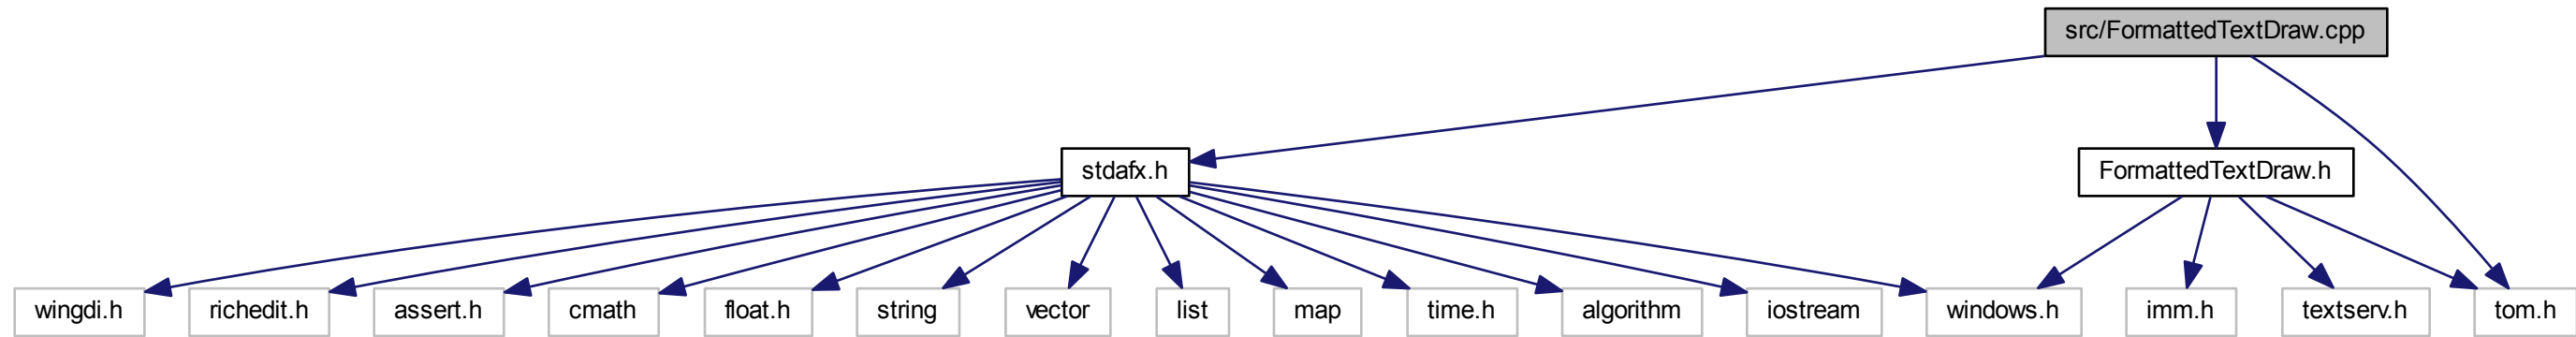 src/FormattedTextDraw.cpp
stdafx.h
FormattedTextDraw.h
wingdi.h
richedit.h
assert.h
cmath
float.h
string
vector
list
map
time.h
algorithm
iostream
windows.h
imm.h
textserv.h
tom.h